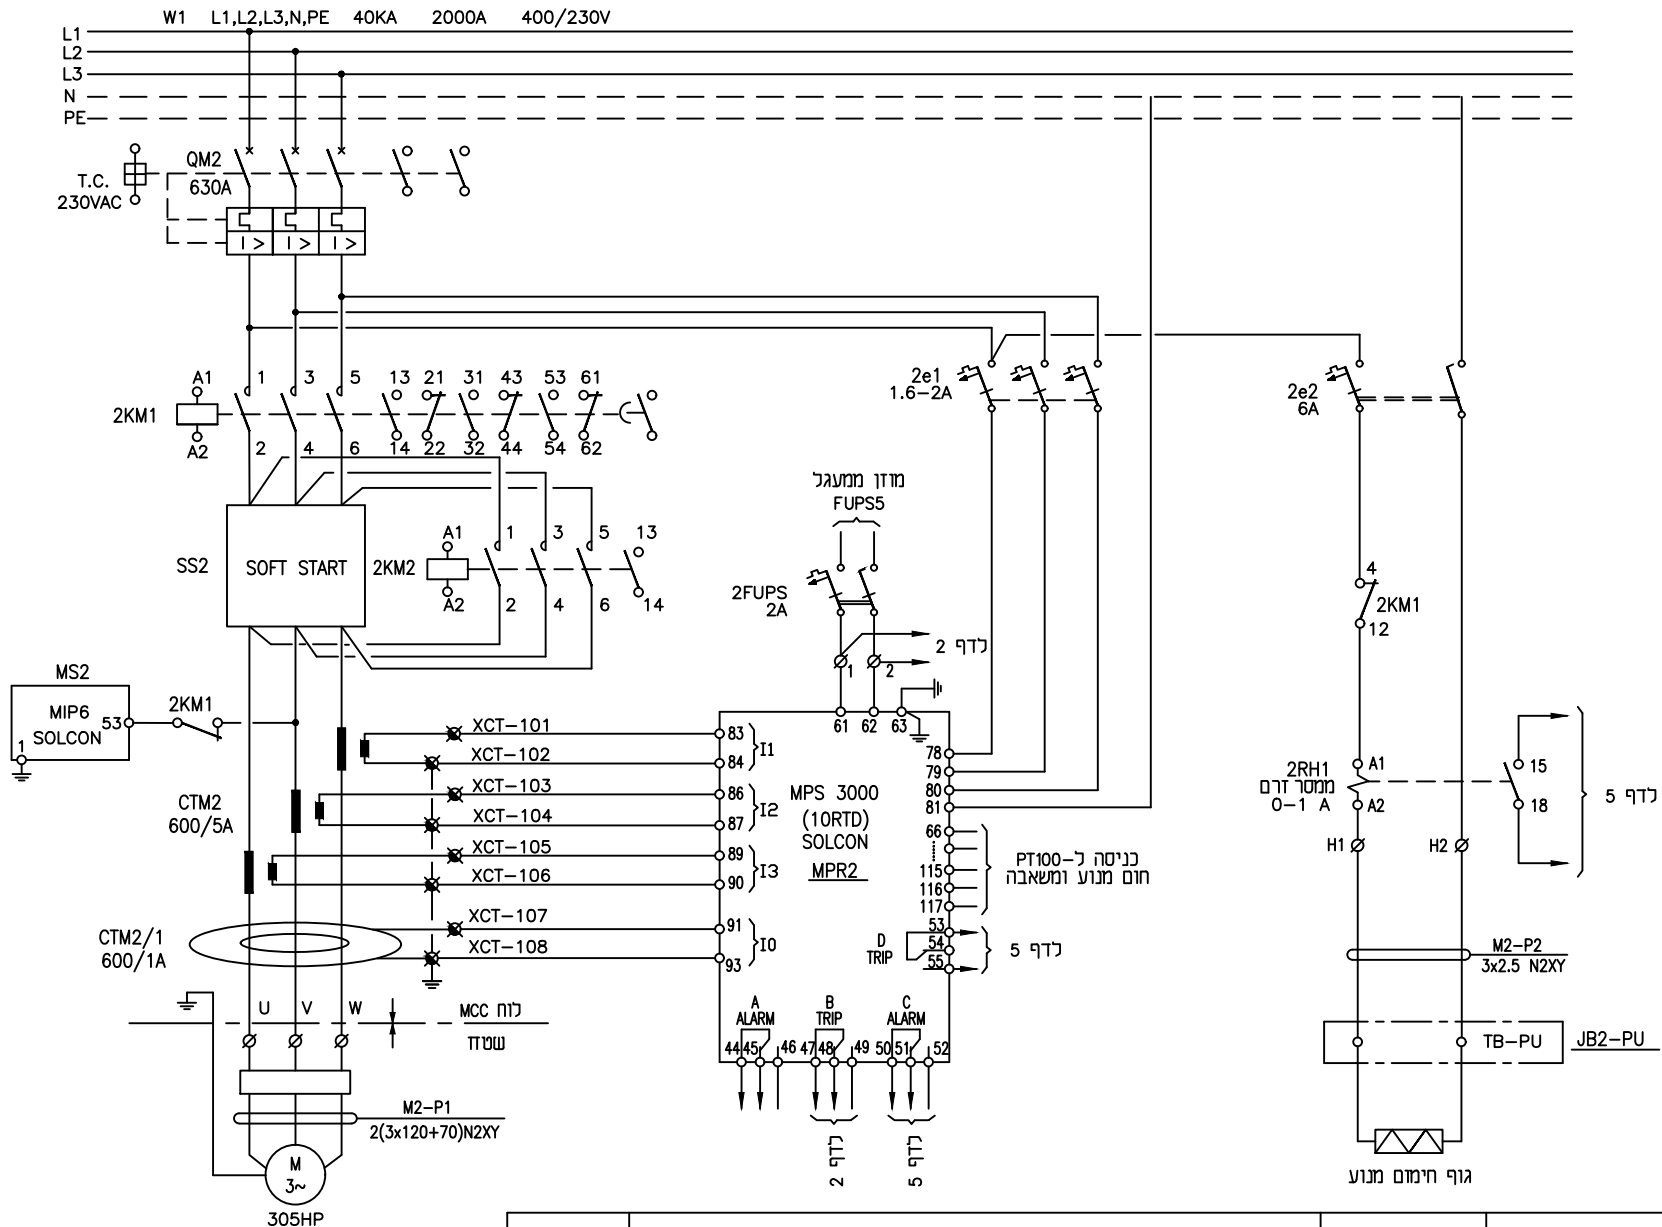 W1 L1,L2,L3,N,PE 40KA 2000A 400/230V
L1
L2
L3
N
PE
QM2
630A
T.C.
230VAC
I > I > I >
A1 1 3 5 13 21 31 43 53 61
2KM1
A2 2 4 6 14 22 32 44 54 62
2e1
1.6-2A
2e2
6A
מוזן ממעגל
FUPS5
SS2 SOFT START
A1 1 3 5 13
2KM2
A2 2 4 6 14
2FUPS
2A
1 2
לדף 2
4
2KM1
12
MS2
MIP6
SOLCON
53
1
2KM1
61 62 63
XCT-101
XCT-102
XCT-103
XCT-104
XCT-105
XCT-106
XCT-107
XCT-108
CTM2
600/5A
CTM2/1
600/1A
83
84
I1
86
87
I2
89
90
I3
91
93
I0
MPS 3000
(10RTD)
SOLCON
MPR2
78
79
80
81
66
115
116
117
כניסה ל-PT100
חום מנוע ומשאבה
D
TRIP
53
54
55
לדף 5
A
ALARM
B
TRIP
C
ALARM
44 45 46 47 48 49 50 51 52
לדף 2
לדף 5
2RH1
ממסר זרם
0-1 A
A1
A2
15
18
לדף 5
H1 H2
M2-P2
3x2.5 N2XY
TB-PU
JB2-PU
גוף חימום מנוע
U V W
לוח MCC
שטח
M2-P1
2(3x120+70)N2XY
M
3~
305HP